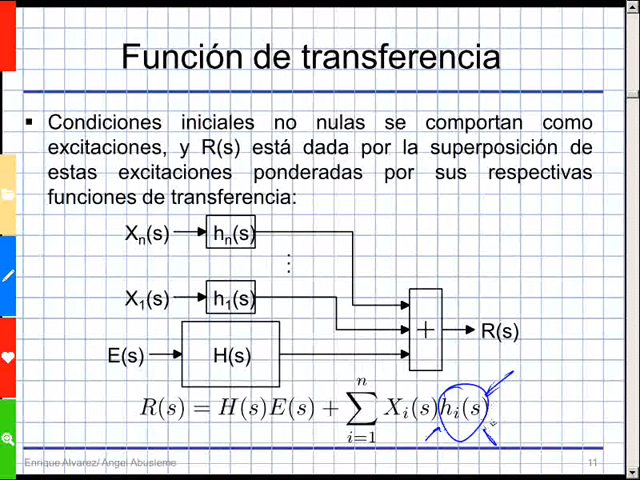 Función de transferencia
Condiciones iniciales no nulas se comportan como
excitaciones, y R(s) está dada por la superposición de
estas excitaciones ponderadas por sus respectivas
funciones de transferencia:
Xn(s) hn(s)
⋮
X1(s) h1(s)
+ R(s)
E(s) H(s)
R(s) = H(s)E(s) + ∑_{i=1}^{n} Xi(s)hi(s)
Enrique Alvarez/ Angel Abusleme 11